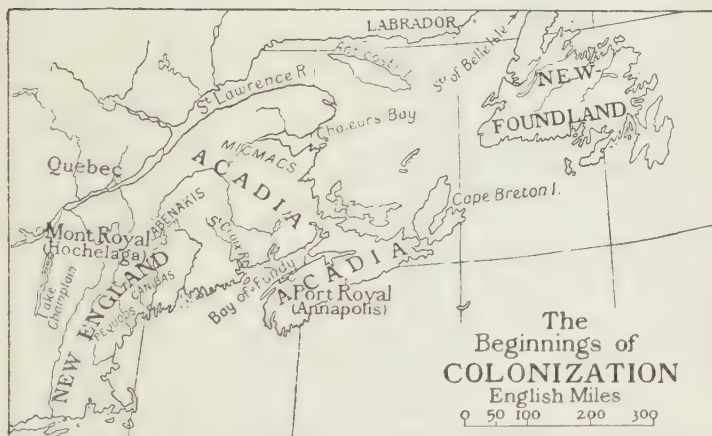 LABRADOR
Anticosti I.
Sts of Belle Isle
NEW-
FOUNDLAND
St Lawrence R.
Chaleurs Bay
MICMACS
Quebec
ACADIA
Cape Breton I.
ABENAKIS
St Croix R.
Mont Royal
(Hochelaga)
ACADIA
Lake
Champlain
CANIBAS
Bay of Fundy
Port Royal
(Annapolis)
NEW ENGLAND
The
Beginnings of
COLONIZATION
English Miles
0 50 100 200 300